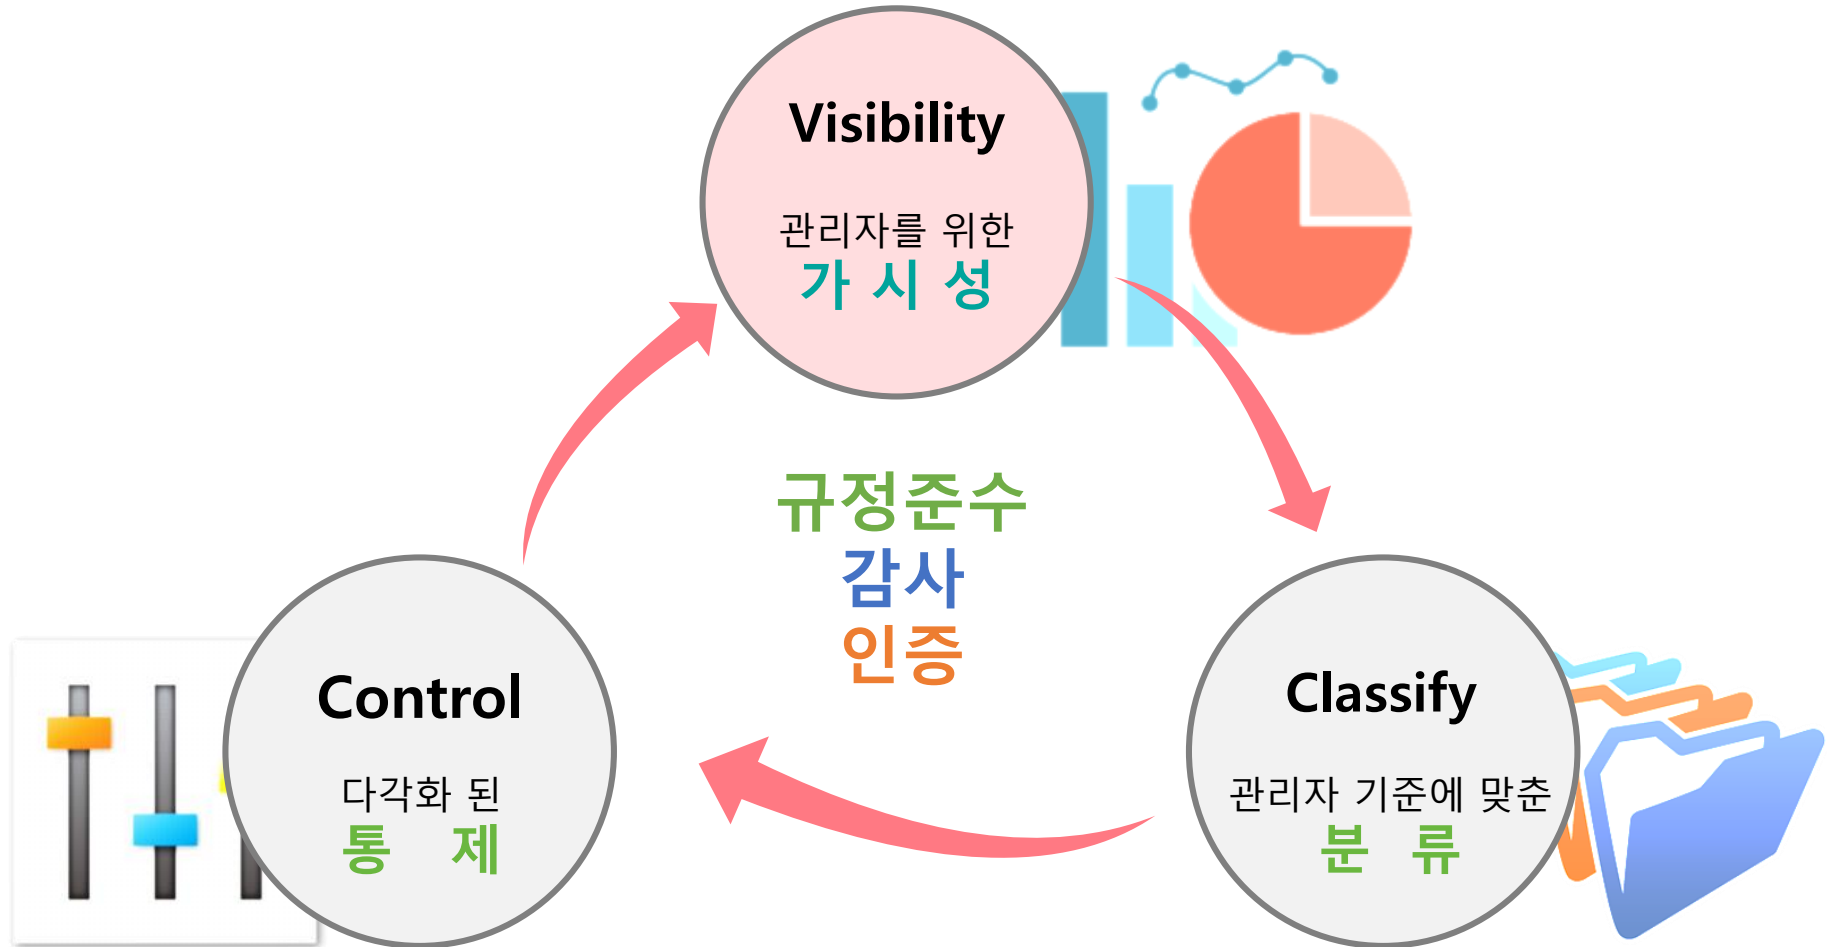 Visibility
관리자를 위한
가 시 성
규정준수
감사
인증
Control
다각화 된
통 제
Classify
관리자 기준에 맞춘
분 류